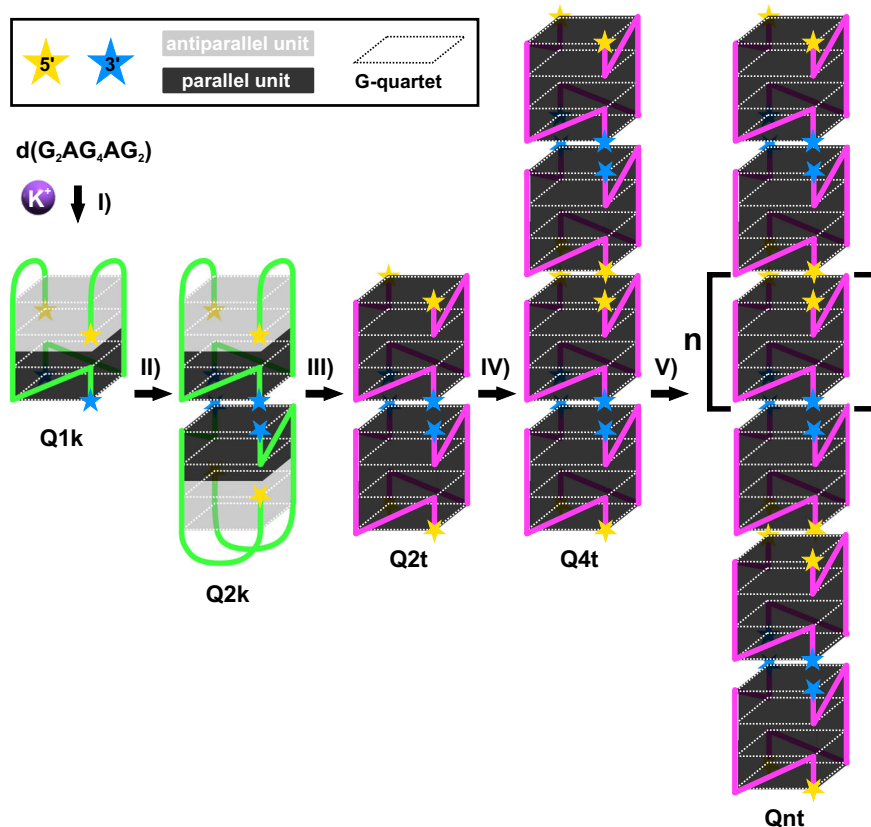 5' 3' antiparallel unit
parallel unit
G-quartet
d(G₂AG₄AG₂)
K⁺ I)
II) III) IV) V) n
Q1k
Q2k
Q2t
Q4t
Qnt